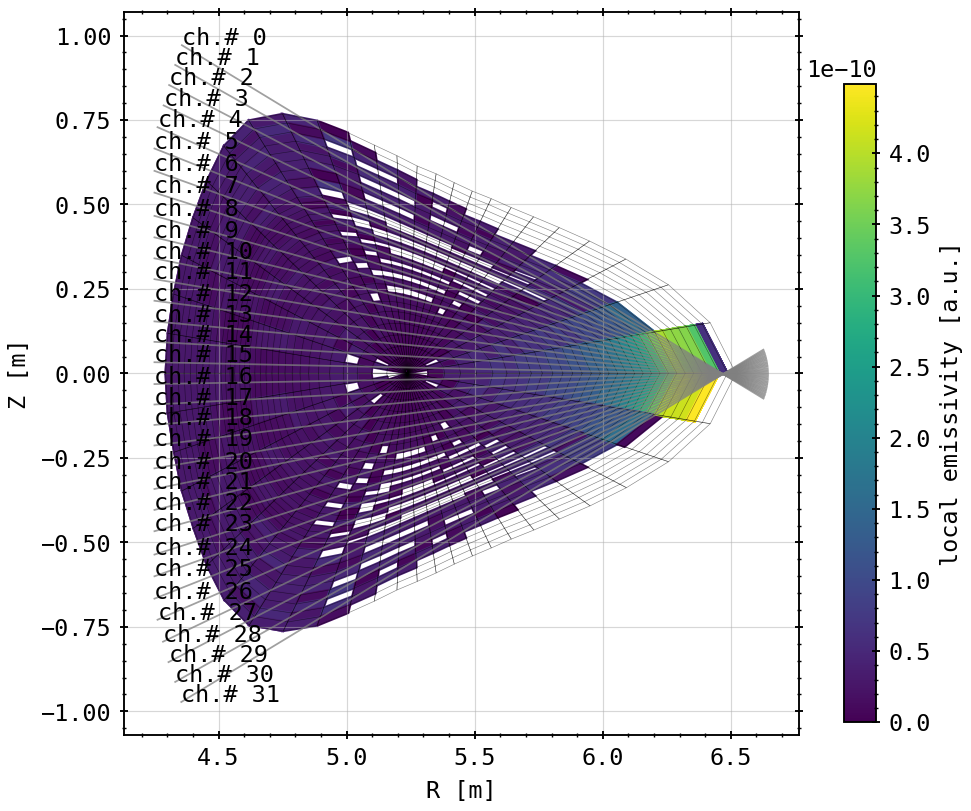 1e−10
1.00
0.75
0.50
0.25
0.00
−0.25
−0.50
−0.75
−1.00
Z [m]
ch.# 0
ch.# 1
ch.# 2
ch.# 3
ch.# 4
ch.# 5
ch.# 6
ch.# 7
ch.# 8
ch.# 9
ch.# 10
ch.# 11
ch.# 12
ch.# 13
ch.# 14
ch.# 15
ch.# 16
ch.# 17
ch.# 18
ch.# 19
ch.# 20
ch.# 21
ch.# 22
ch.# 23
ch.# 24
ch.# 25
ch.# 26
ch.# 27
ch.# 28
ch.# 29
ch.# 30
ch.# 31
4.5 5.0 5.5 6.0 6.5
R [m]
4.0
3.5
3.0
2.5
2.0
1.5
1.0
0.5
0.0
local emissivity [a.u.]